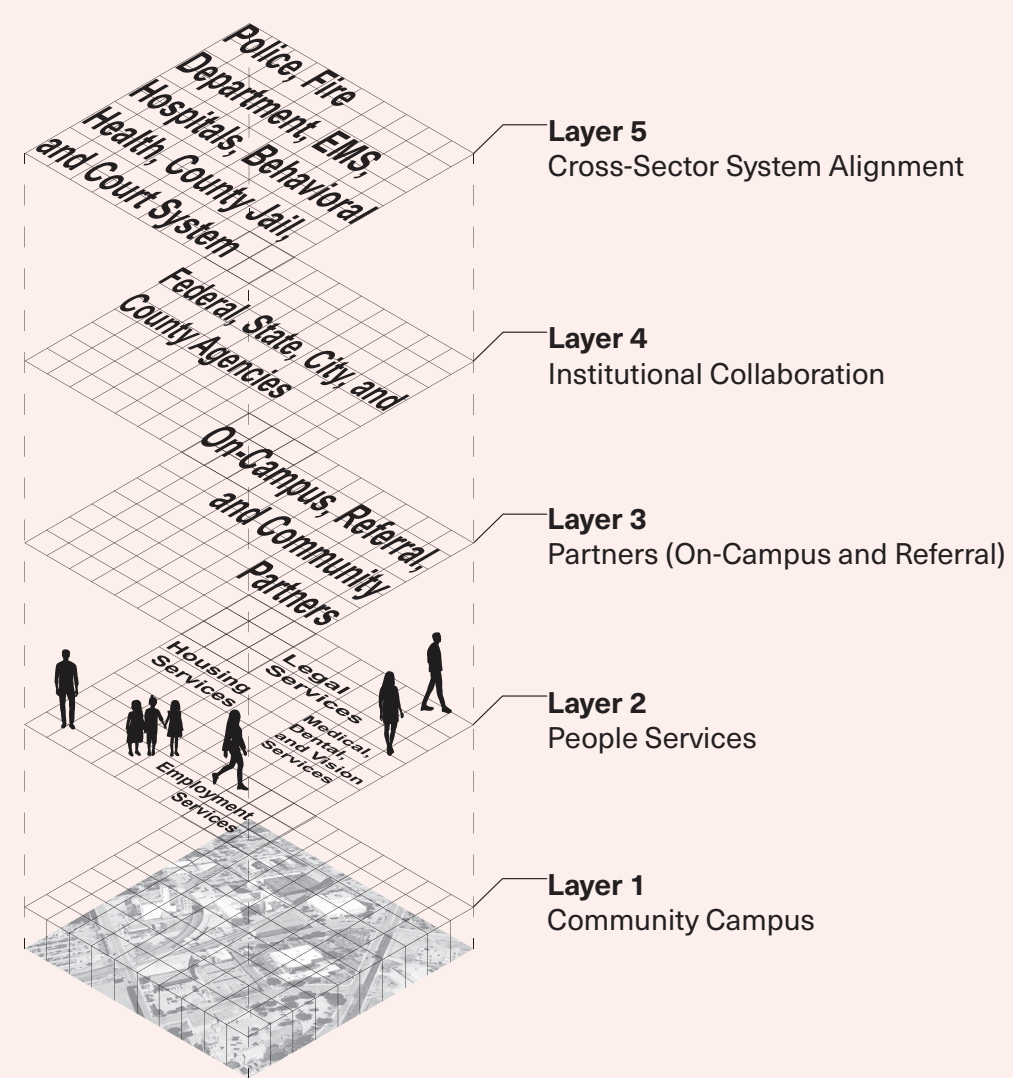 Police, Fire
Department, EMS,
Hospitals, Behavioral
Health, County Jail,
and Court System
Layer 5
Cross-Sector System Alignment
Federal, State, City, and
County Agencies
Layer 4
Institutional Collaboration
On-Campus, Referral,
and Community
Partners
Layer 3
Partners (On-Campus and Referral)
Housing
Services
Legal
Services
Medical,
Dental,
and Vision
Services
Employment
Services
Layer 2
People Services
Layer 1
Community Campus